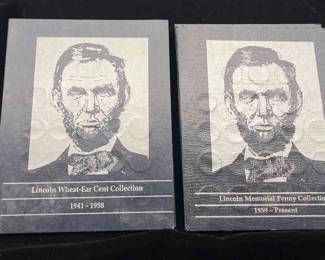 Lincoln Wheat-Ear Cent Collection
1941 - 1958
Lincoln Memorial Penny Collection
1959 - Present